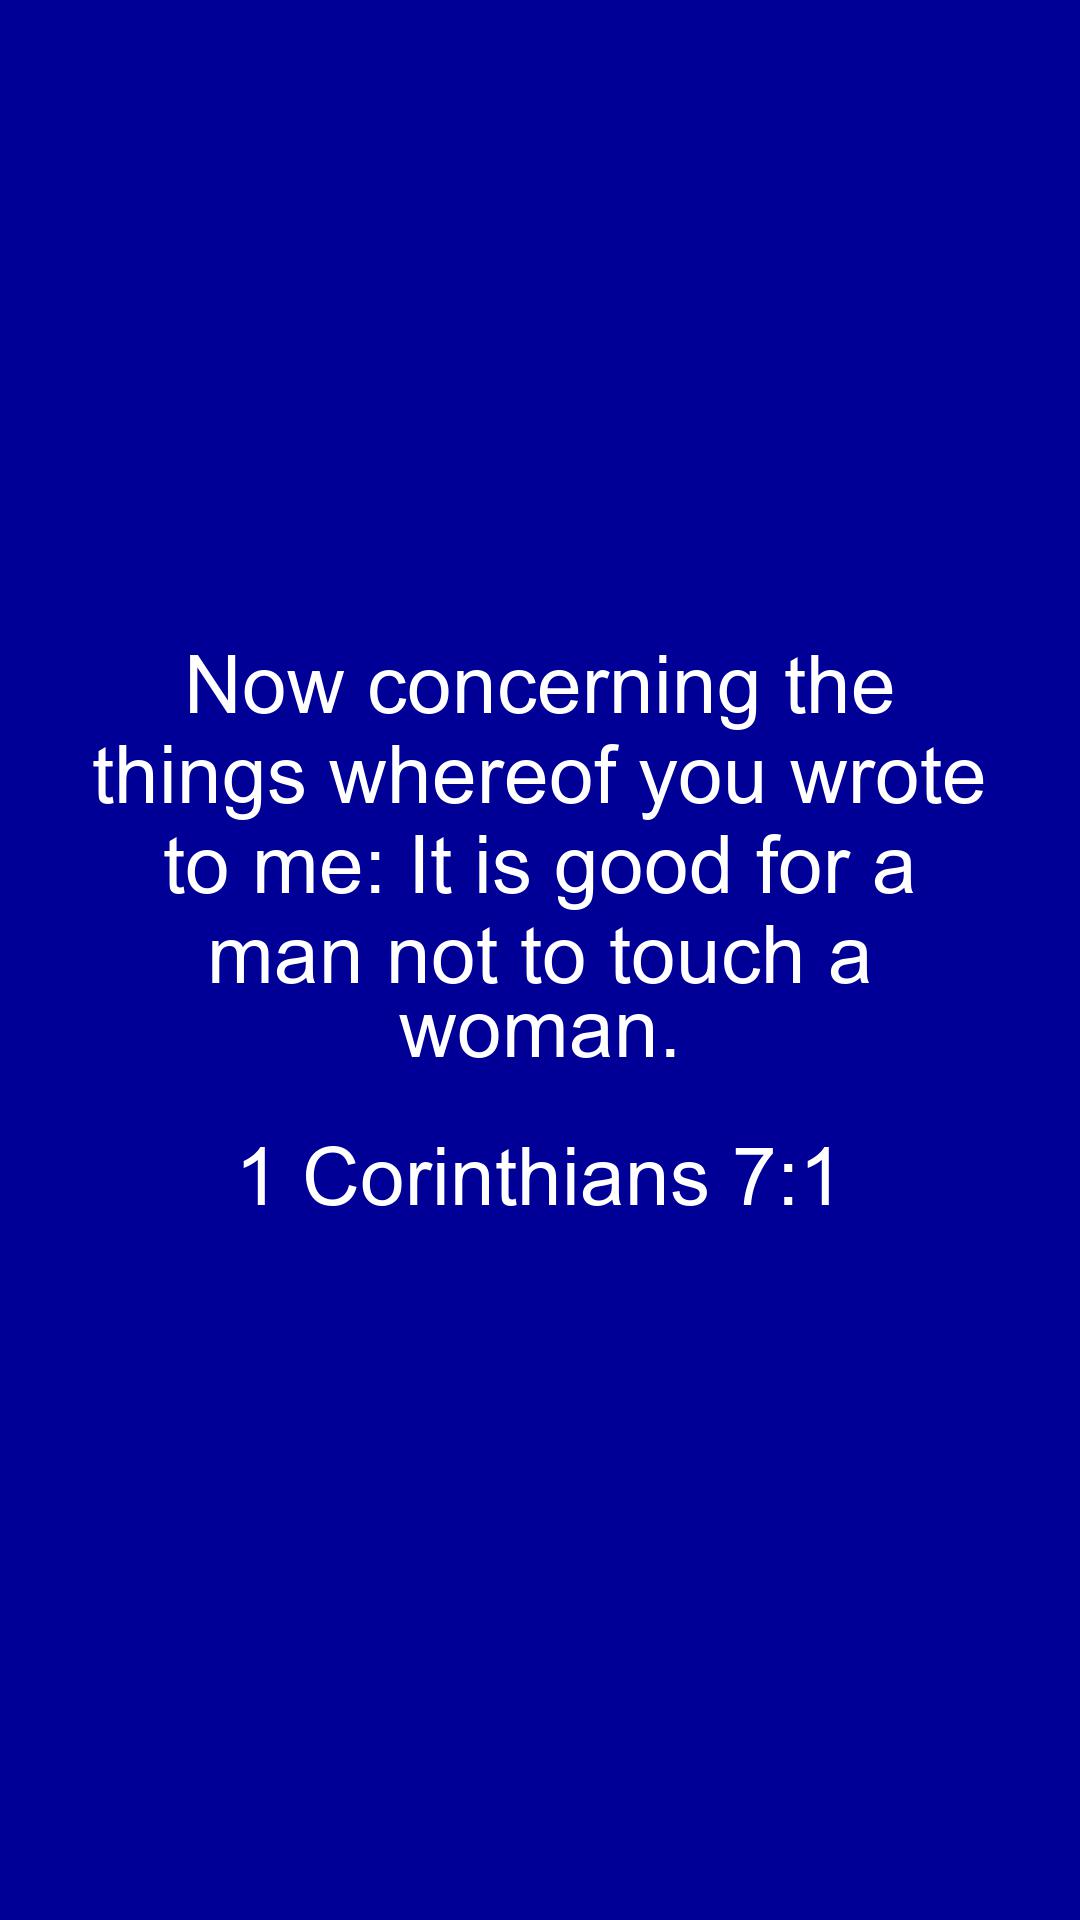 Now concerning the
things whereof you wrote
to me: It is good for a
man not to touch a
woman.
1 Corinthians 7:1